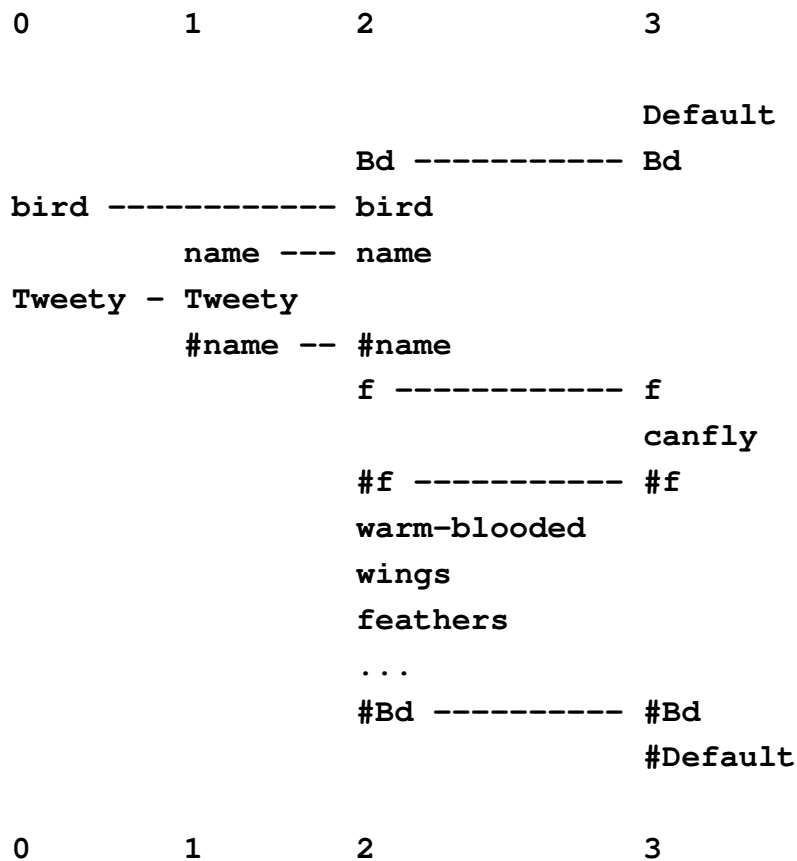 0 1 2 3
Default
Bd ----------- Bd
bird ------------ bird
name --- name
Tweety - Tweety
#name -- #name
f ------------ f
canfly
#f ----------- #f
warm-blooded
wings
feathers
...
#Bd ---------- #Bd
#Default
0 1 2 3